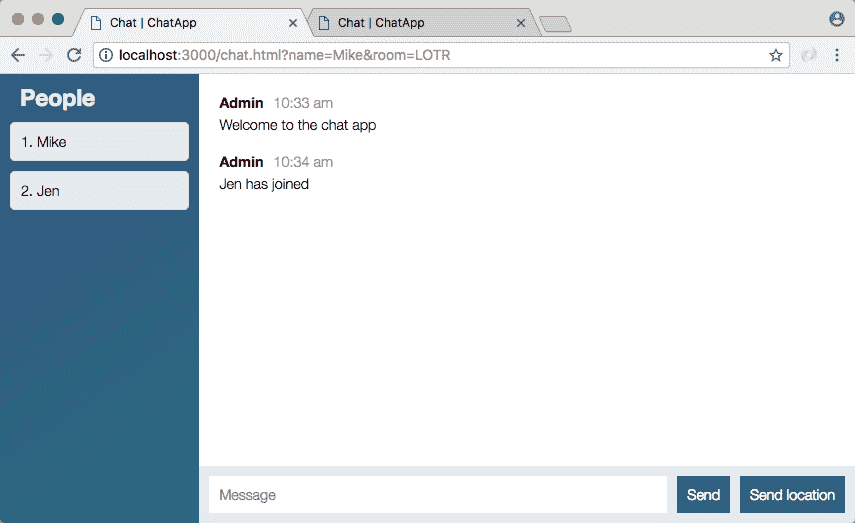 Chat | ChatApp
Chat | ChatApp
localhost:3000/chat.html?name=Mike&room=LOTR
People
1. Mike
2. Jen
Admin 10:33 am
Welcome to the chat app
Admin 10:34 am
Jen has joined
Message
Send
Send location